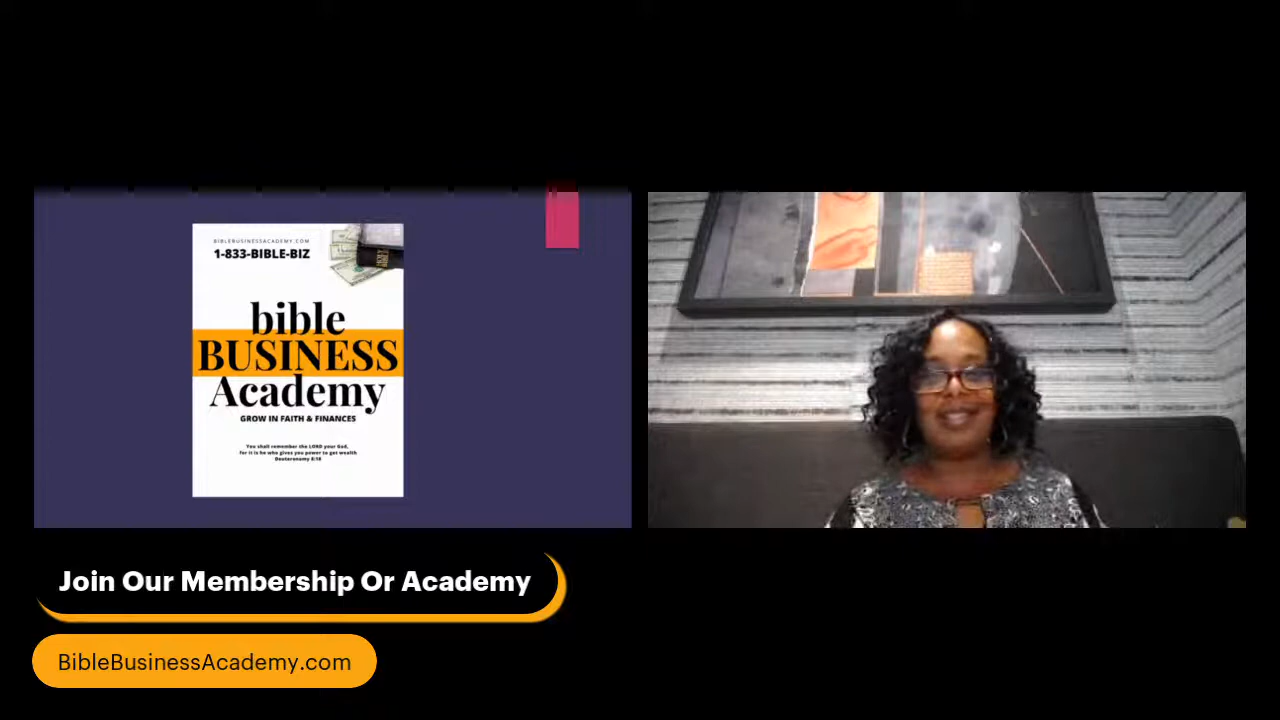 BIBLEBUSINESSACADEMY.COM
1-833-BIBLE-BIZ
bible
BUSINESS
Academy
GROW IN FAITH & FINANCES
You shall remember the LORD your God,
for it is he who gives you power to get wealth
Deuteronomy 8:18
Join Our Membership Or Academy
BibleBusinessAcademy.com